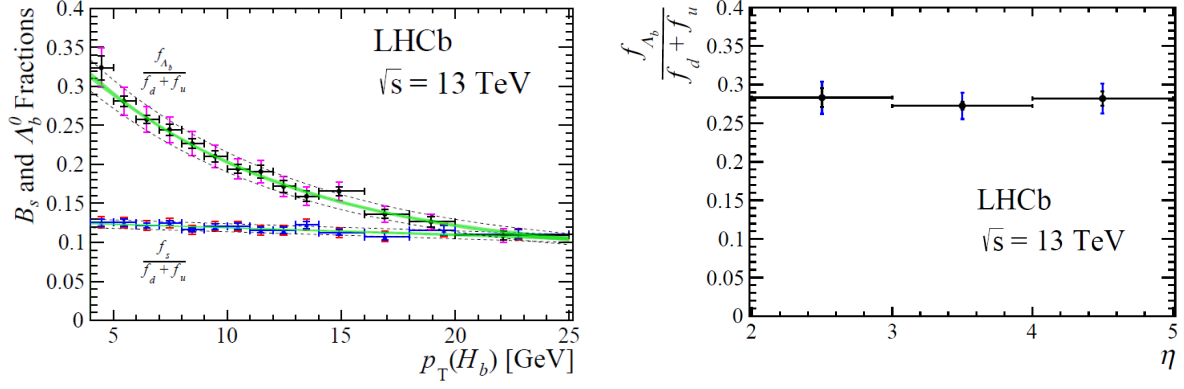 B_s and Λ_b^0 Fractions
0.4
0.35
0.3
0.25
0.2
0.15
0.1
0.05
0
f_{Λ_b}
f_d + f_u
LHCb
√s = 13 TeV
f_s
f_d + f_u
5
10
15
20
25
p_T(H_b) [GeV]
f_{Λ_b}
f_d + f_u
0.4
0.35
0.3
0.25
0.2
0.15
0.1
0.05
0
LHCb
√s = 13 TeV
2
3
4
5
η